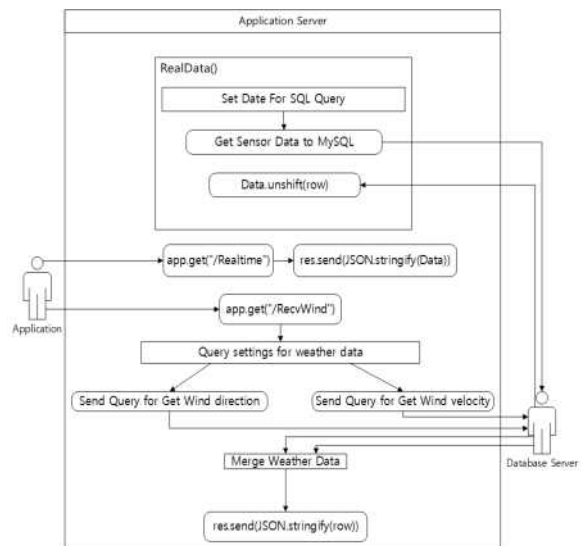 Application Server
RealData()
Set Date For SQL Query
Get Sensor Data to MySQL
Data.unshift(row)
app.get("/Realtime")
res.send(JSON.stringify(Data))
Application
app.get("/RecvWind")
Query settings for weather data
Send Query for Get Wind direction
Send Query for Get Wind velocity
Database Server
Merge Weather Data
res.send(JSON.stringify(row))